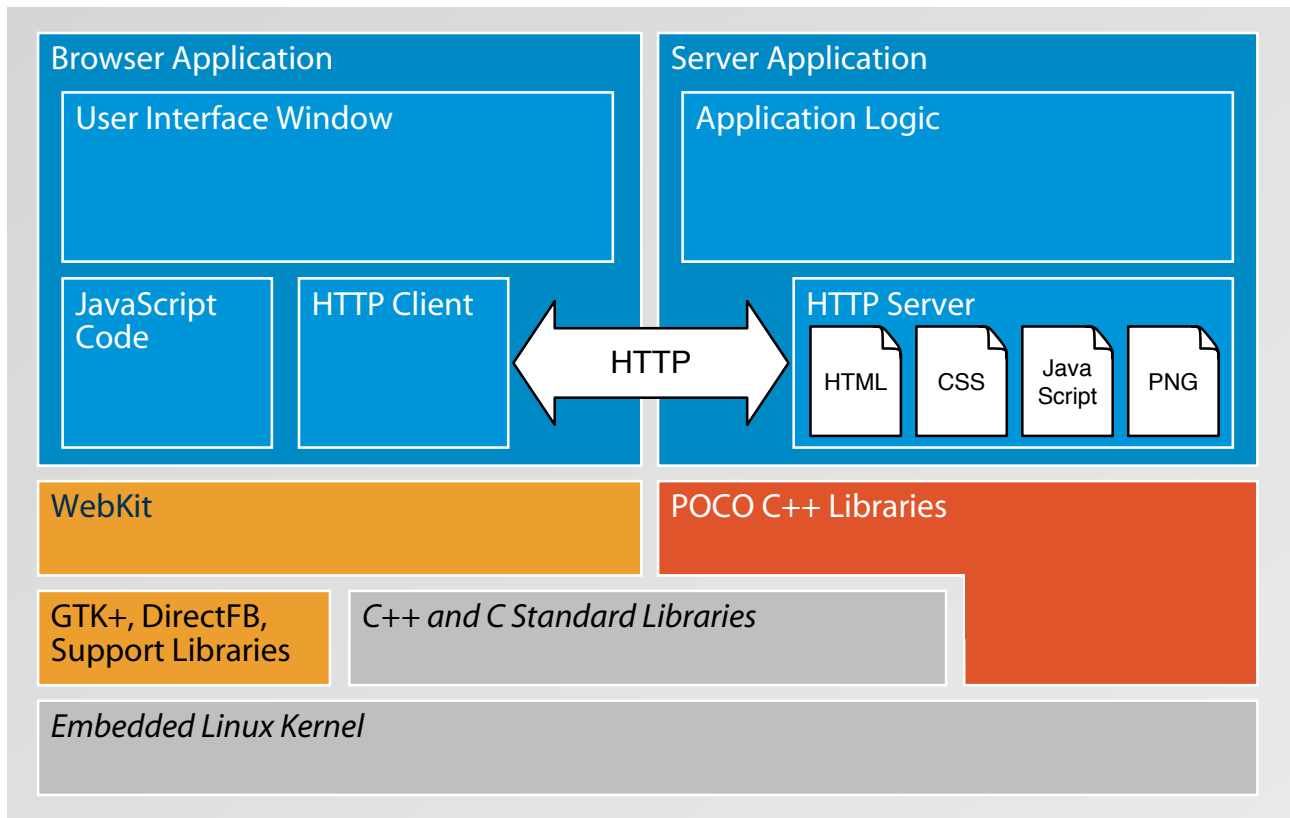 Browser Application
User Interface Window
JavaScript
Code
HTTP Client
HTTP
Server Application
Application Logic
HTTP Server
HTML
CSS
Java
Script
PNG
WebKit
POCO C++ Libraries
GTK+, DirectFB,
Support Libraries
C++ and C Standard Libraries
Embedded Linux Kernel